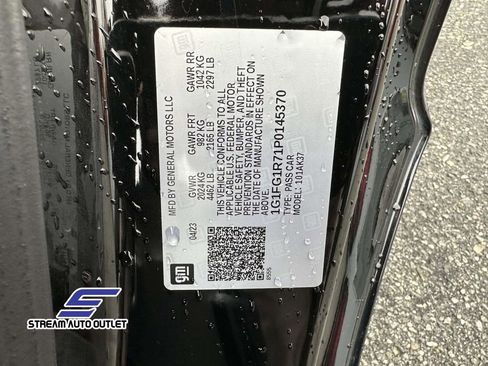 MFD BY GENERAL MOTORS LLC
04/23
GVWR
2024 KG
4462 LB
GAWR FRT
982 KG
2165 LB
GAWR RR
1042 KG
2297 LB
THIS VEHICLE CONFORMS TO ALL
APPLICABLE U.S. FEDERAL MOTOR
VEHICLE SAFETY, BUMPER, AND THEFT
PREVENTION STANDARDS IN EFFECT ON
THE DATE OF MANUFACTURE SHOWN
ABOVE.
1G1FG1R71P0145370
TYPE: PASS CAR
MODEL: 101AK37
gm
STREAM AUTO OUTLET